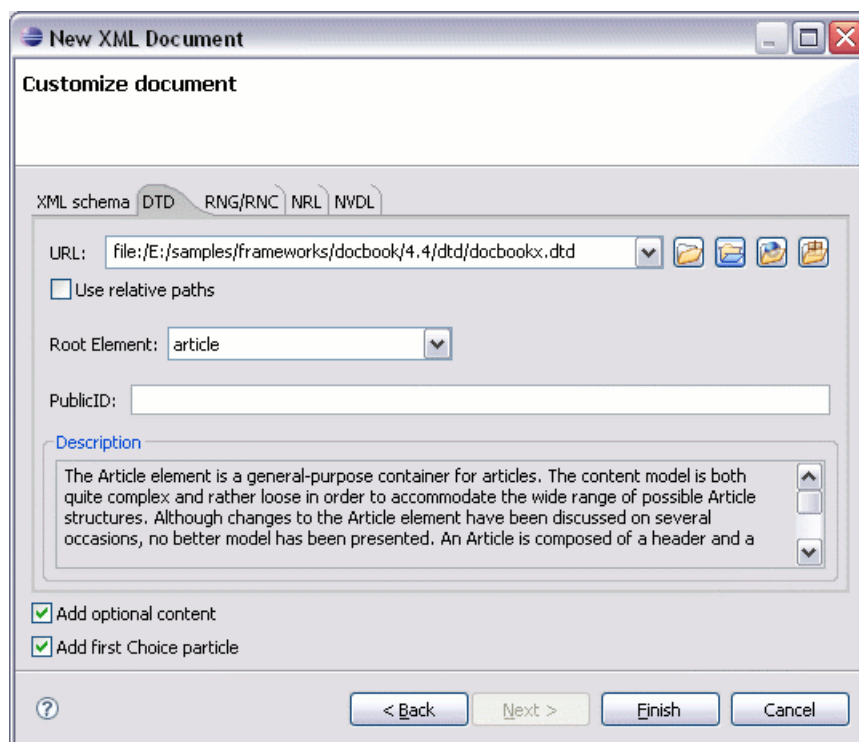 New XML Document
Customize document
XML schema DTD RNG/RNC NRL NVDL
URL: file:/E:/samples/frameworks/docbook/4.4/dtd/docbookx.dtd
Use relative paths
Root Element: article
PublicID:
Description
The Article element is a general-purpose container for articles. The content model is both
quite complex and rather loose in order to accommodate the wide range of possible Article
structures. Although changes to the Article element have been discussed on several
occasions, no better model has been presented. An Article is composed of a header and a
Add optional content
Add first Choice particle
? < Back Next > Finish Cancel